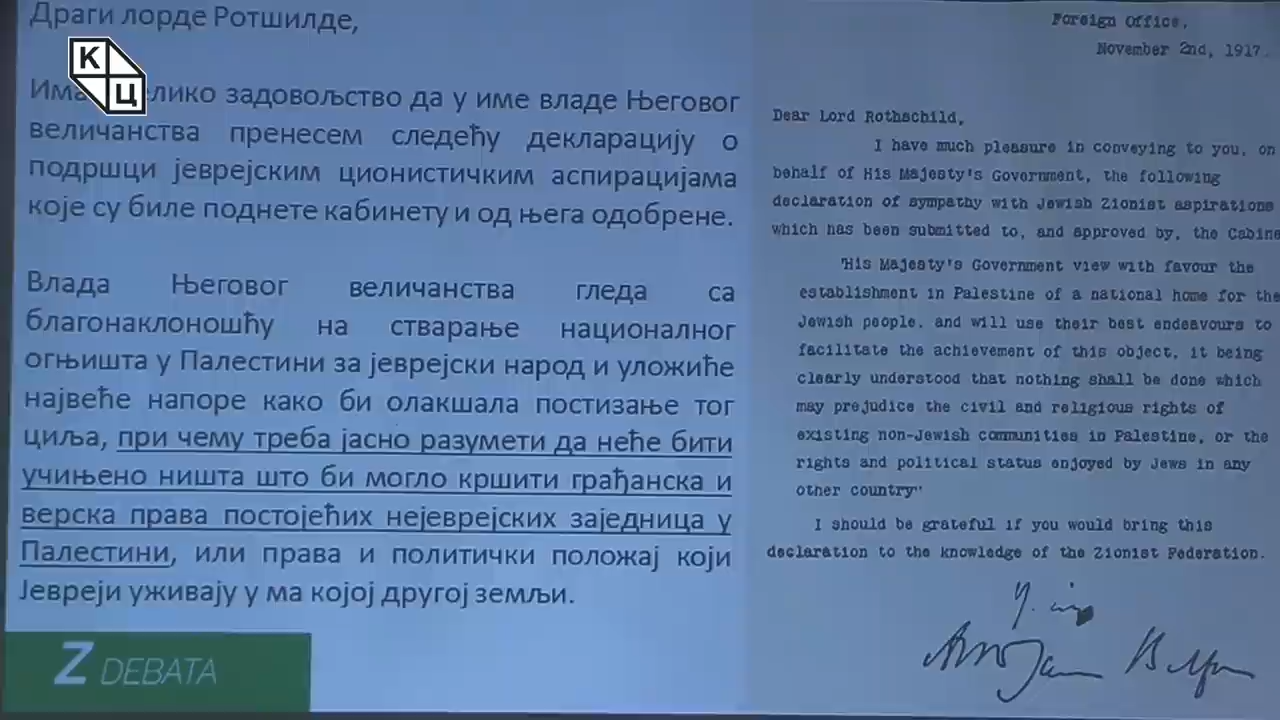 Драги лорде Ротшилде,
К
Ц
задовољство да у име владе Његовог
величанства пренесем следећу декларацију о
подршци јеврејским ционистичким аспирацијама
које су биле поднете кабинету и од њега одобрене.
Влада Његовог величанства гледа са
благонаклоношћу на стварање националног
огњишта у Палестини за јеврејски народ и уложиће
највеће напоре како би олакшала постизање тог
циља, при чему треба јасно разумети да неће бити
учињено ништа што би могло кршити грађанска и
верска права постојећих нејеврејских заједница у
Палестини, или права и политички положај који
Јевреји уживају у ма којој другој земљи.
Z DEBATA
Foreign Office,
November 2nd, 1917.
Dear Lord Rothschild,
I have much pleasure in conveying to you, on
behalf of His Majesty's Government, the following
declaration of sympathy with Jewish Zionist aspirations
which has been submitted to, and approved by, the Cabine
"His Majesty's Government view with favour the
establishment in Palestine of a national home for the
Jewish people, and will use their best endeavours to
facilitate the achievement of this object, it being
clearly understood that nothing shall be done which
may prejudice the civil and religious rights of
existing non-Jewish communities in Palestine, or the
rights and political status enjoyed by Jews in any
other country"
I should be grateful if you would bring this
declaration to the knowledge of the Zionist Federation.